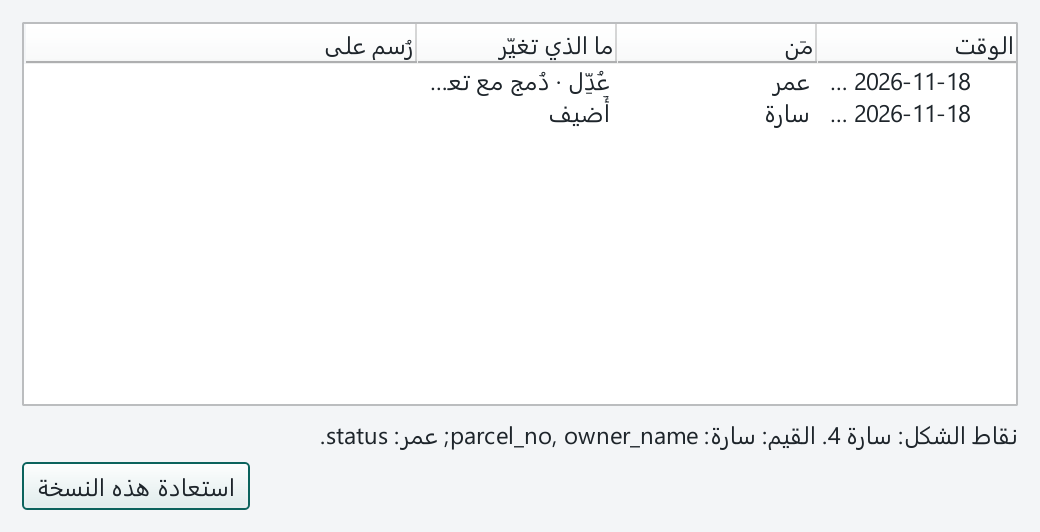 الوقت مَن ما الذي تغيّر رُسم على
2026-11-18 ... عمر عُدِّل · دُمج مع تعـ...
2026-11-18 ... سارة أُضيف
نقاط الشكل: سارة 4. القيم: سارة: parcel_no, owner_name; عمر: status.
استعادة هذه النسخة